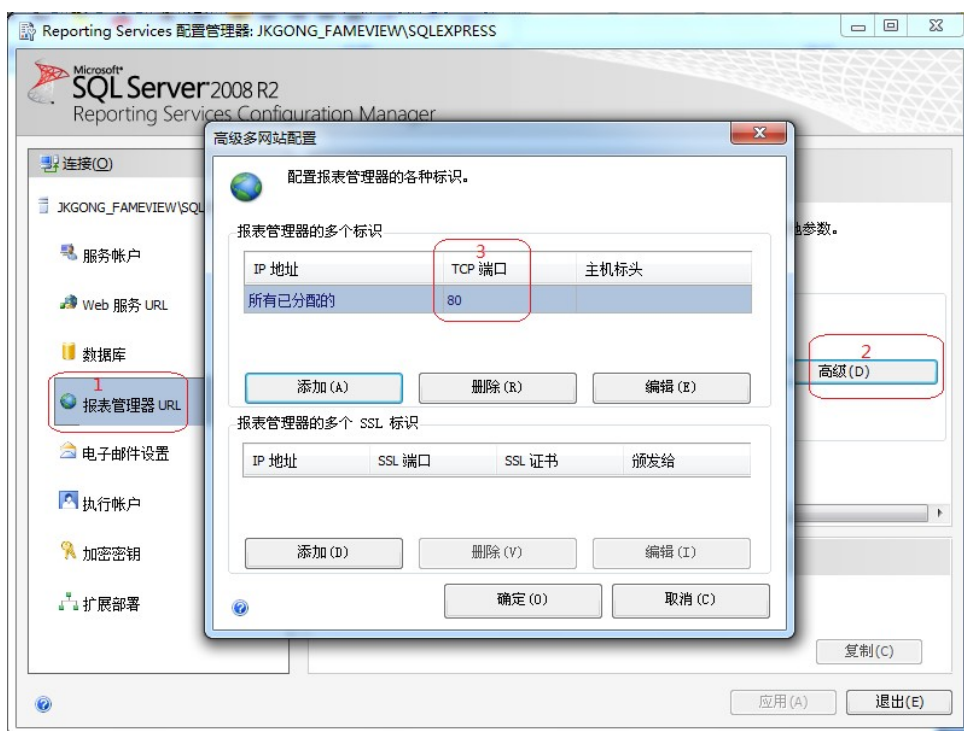 Reporting Services 配置管理器: JKGONG_FAMEVIEW\SQLEXPRESS
Microsoft
SQL Server 2008 R2
Reporting Services Configuration Manager
高级多网站配置
连接(O)
配置报表管理器的各种标识。
JKGONG_FAMEVIEW\SQL
报表管理器的多个标识
参数。
3
服务帐户
IP 地址 TCP 端口 主机标头
所有已分配的 80
Web 服务 URL
数据库
2
高级(D)
1
添加(A) 删除(R) 编辑(E)
报表管理器 URL
报表管理器的多个 SSL 标识
电子邮件设置
IP 地址 SSL 端口 SSL 证书 颁发给
执行帐户
加密密钥
添加(D) 删除(V) 编辑(I)
扩展部署
确定(O) 取消(C)
复制(C)
应用(A) 退出(E)